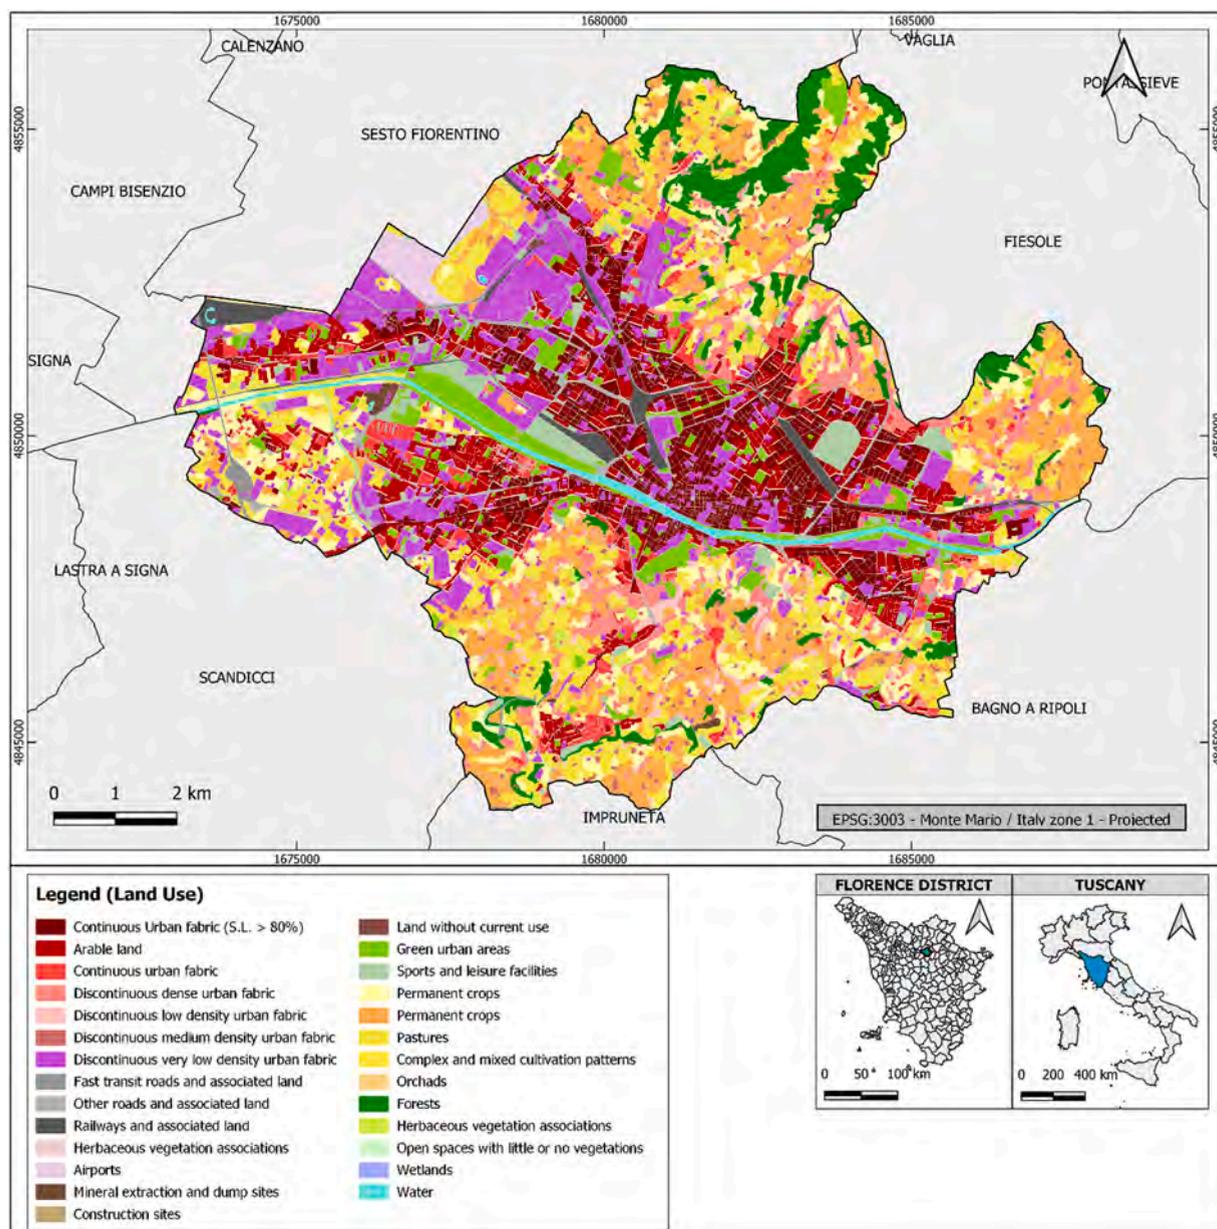 1675000 1680000 1685000
CALENZANO
VAGLIA
PONTASSIEVE
4855000 4855000
SESTO FIORENTINO
CAMPI BISENZIO
FIESOLE
SIGNA
4850000 4850000
LASTRA A SIGNA
SCANDICCI
BAGNO A RIPOLI
4845000 4845000
0 1 2 km
IMPRUNETA
EPSG:3003 - Monte Mario / Italy zone 1 - Projected
1675000 1680000 1685000
Legend (Land Use)
Continuous Urban fabric (S.L. > 80%)
Arable land
Continuous urban fabric
Discontinuous dense urban fabric
Discontinuous low density urban fabric
Discontinuous medium density urban fabric
Discontinuous very low density urban fabric
Fast transit roads and associated land
Other roads and associated land
Railways and associated land
Herbaceous vegetation associations
Airports
Mineral extraction and dump sites
Construction sites
Land without current use
Green urban areas
Sports and leisure facilities
Permanent crops
Permanent crops
Pastures
Complex and mixed cultivation patterns
Orchads
Forests
Herbaceous vegetation associations
Open spaces with little or no vegetations
Wetlands
Water
FLORENCE DISTRICT
0 50 100 km
TUSCANY
0 200 400 km